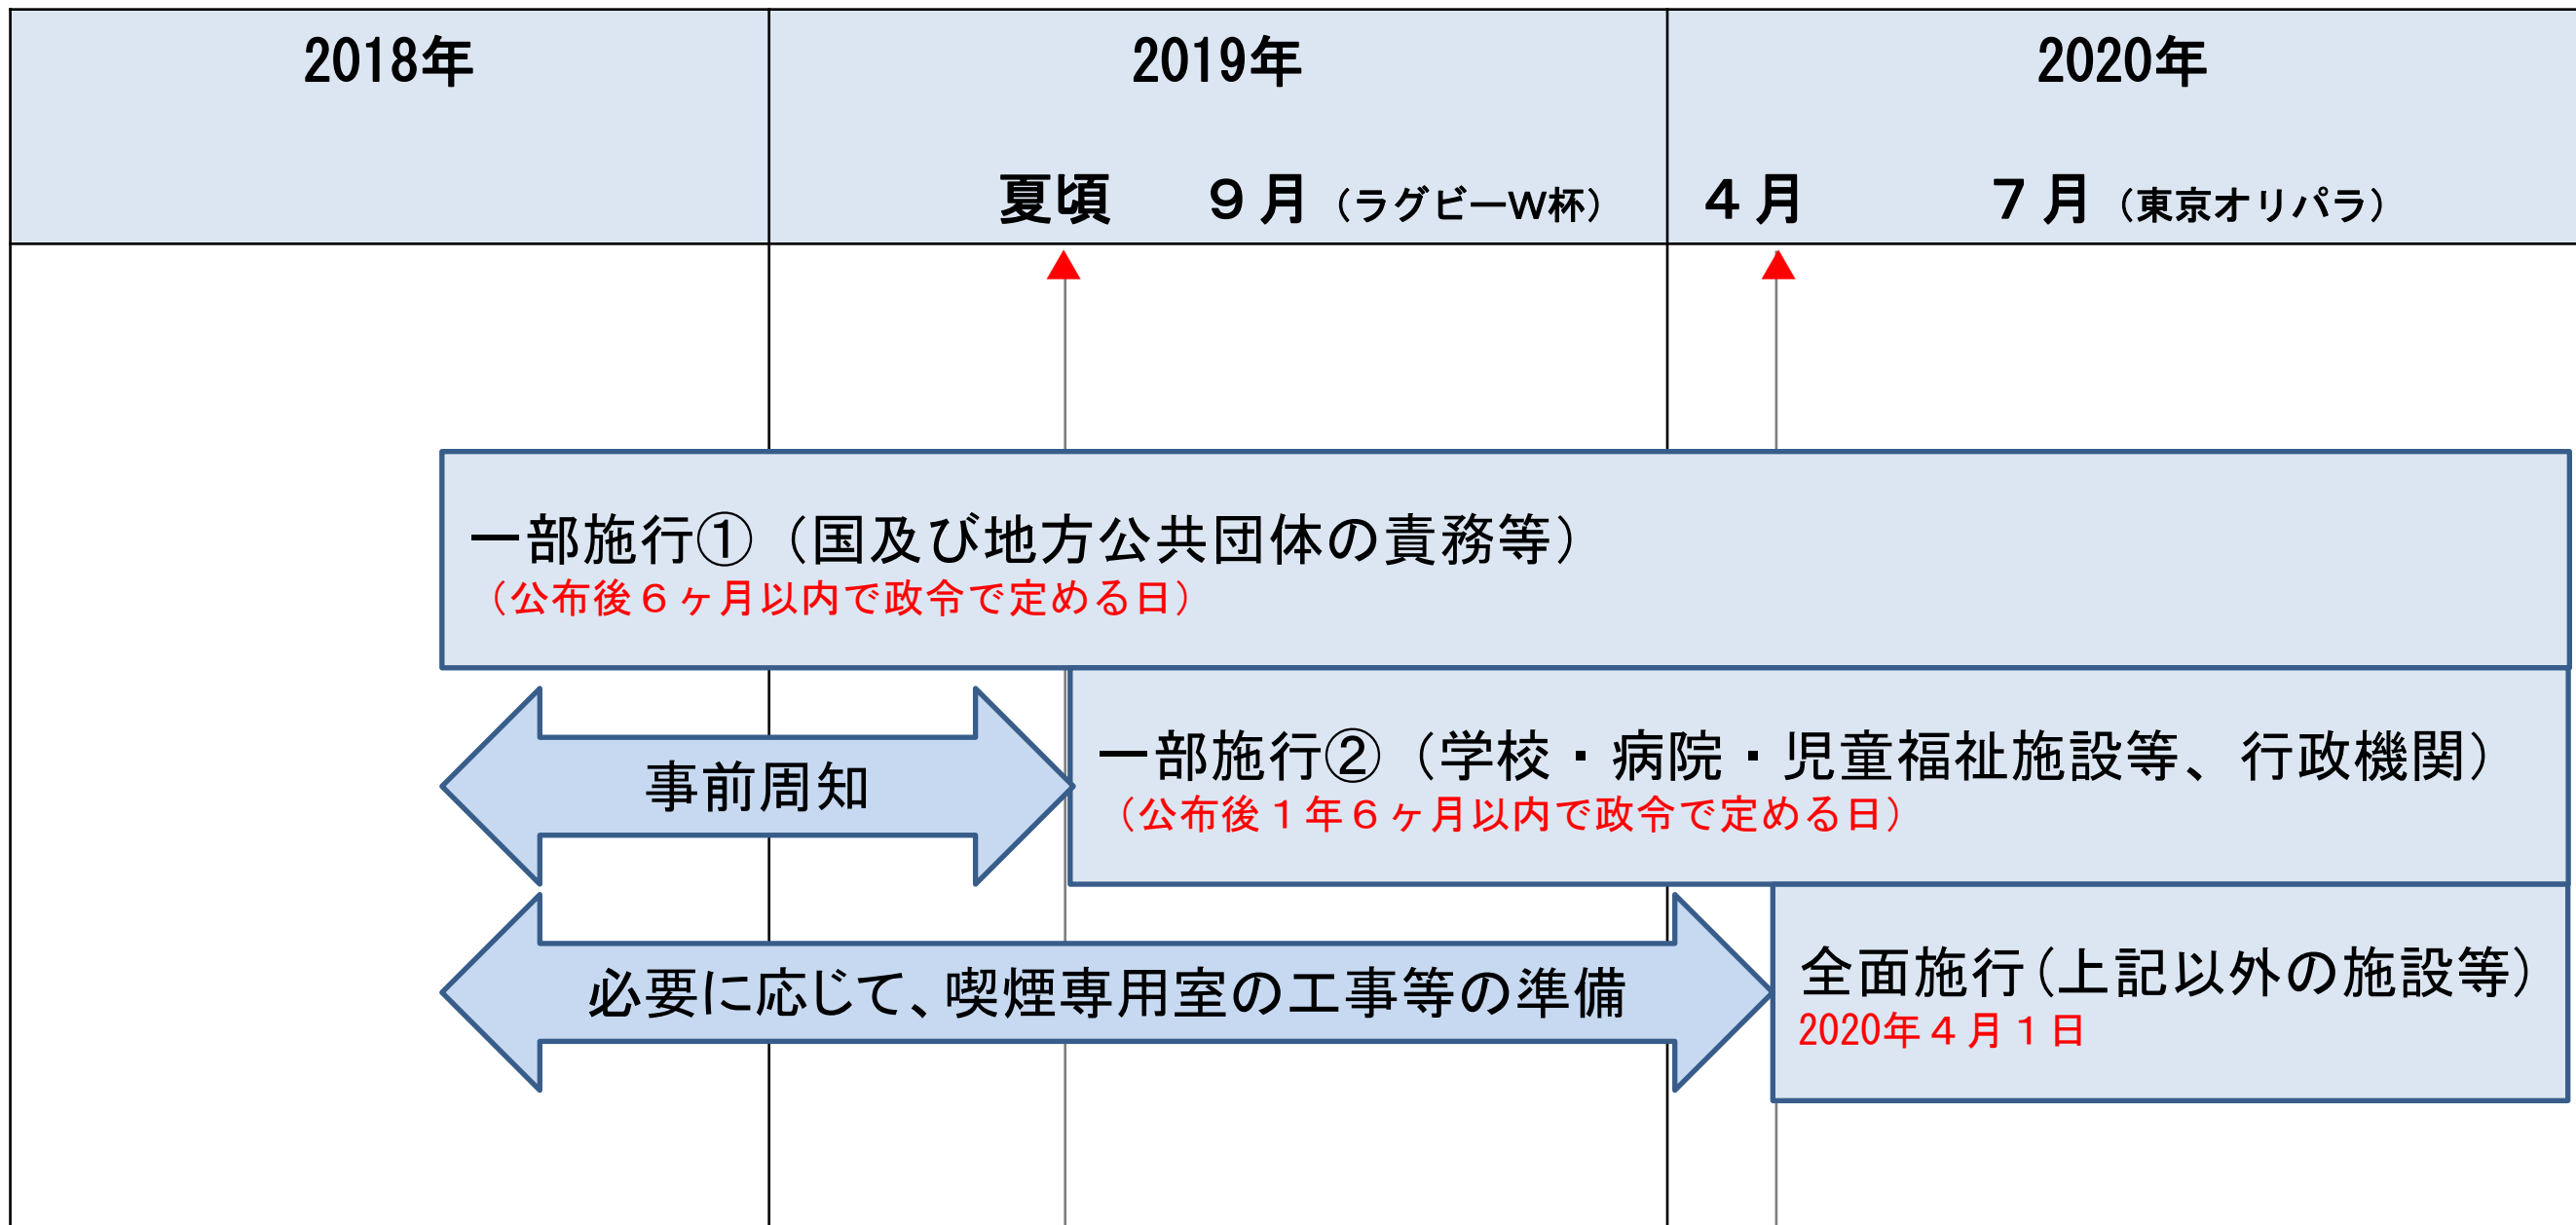 2018年
2019年
2020年
夏頃 ９月（ラグビーＷ杯）
４月 ７月（東京オリパラ）
一部施行①（国及び地方公共団体の責務等）
（公布後６ヶ月以内で政令で定める日）
事前周知
一部施行②（学校・病院・児童福祉施設等、行政機関）
（公布後１年６ヶ月以内で政令で定める日）
必要に応じて、喫煙専用室の工事等の準備
全面施行（上記以外の施設等）
2020年４月１日